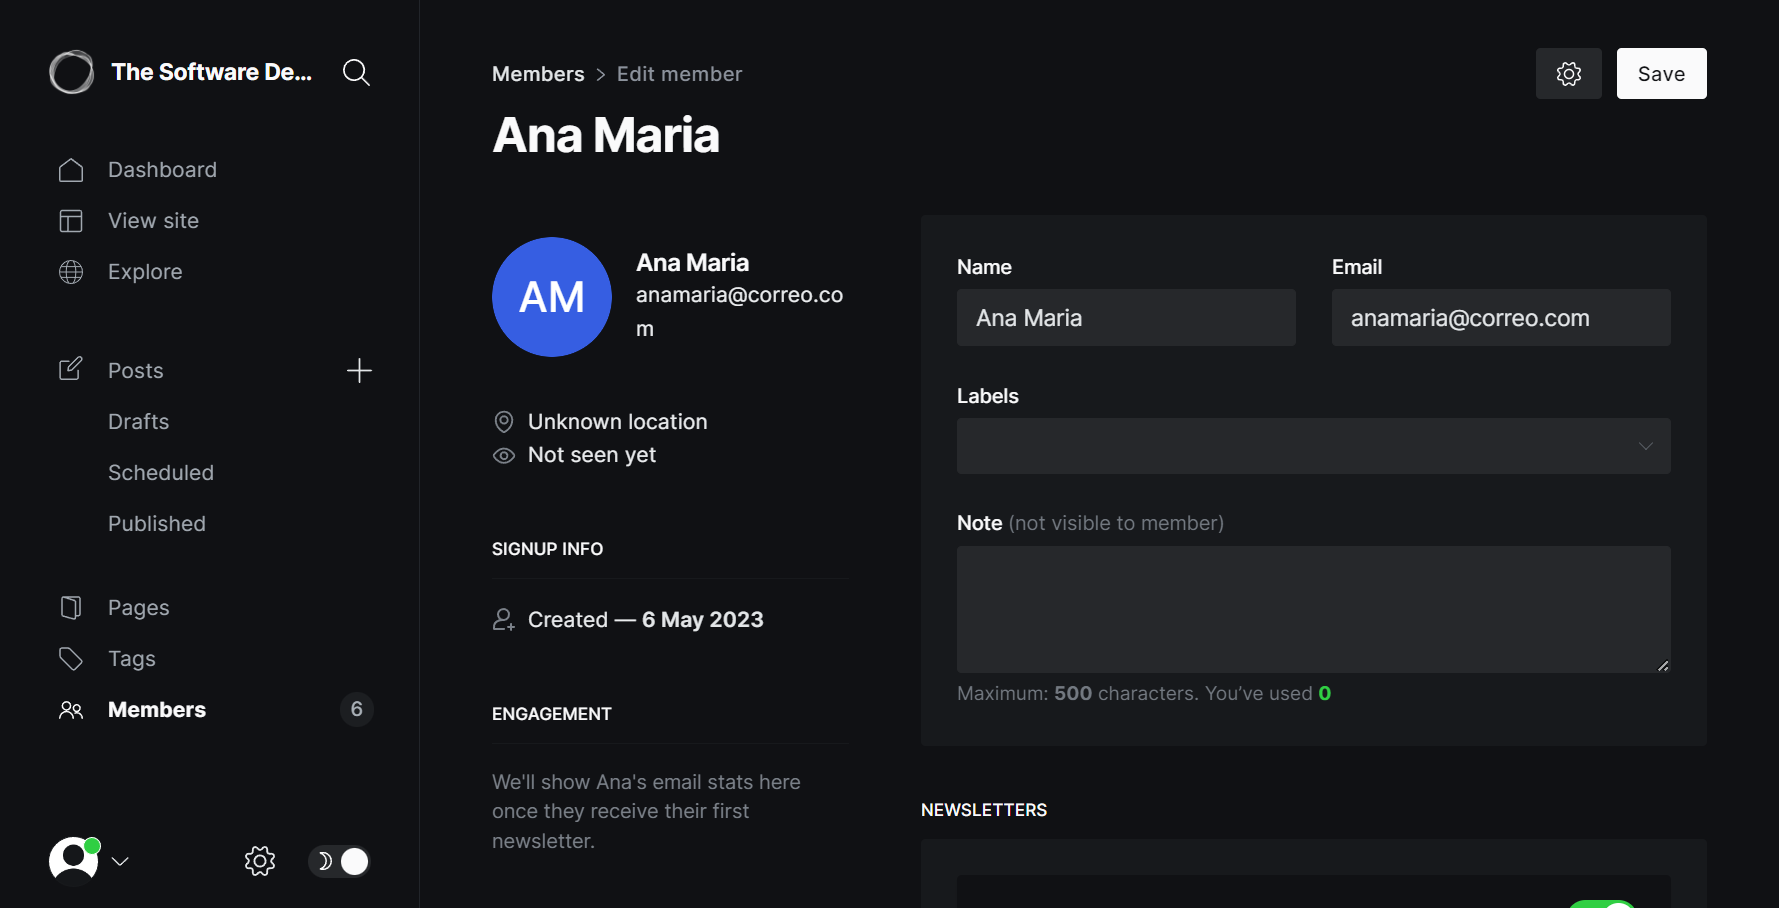 The Software De...
Dashboard
View site
Explore
Posts
Drafts
Scheduled
Published
Pages
Tags
Members
6
Members > Edit member
Save
Ana Maria
AM
Ana Maria
anamaria@correo.co
m
Unknown location
Not seen yet
SIGNUP INFO
Created — 6 May 2023
ENGAGEMENT
We'll show Ana's email stats here
once they receive their first
newsletter.
Name
Ana Maria
Email
anamaria@correo.com
Labels
Note (not visible to member)
Maximum: 500 characters. You’ve used 0
NEWSLETTERS